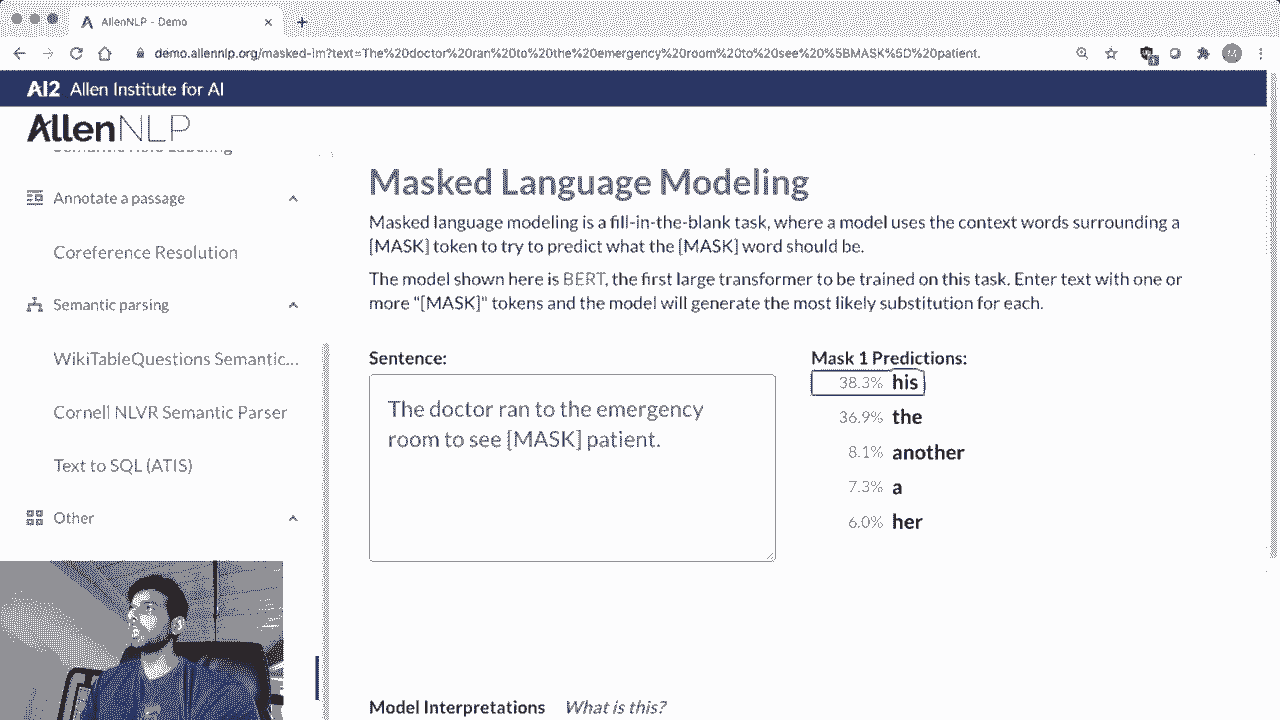 AllenNLP - Demo
demo.allennlp.org/masked-lm?text=The%20doctor%20ran%20to%20the%20emergency%20room%20to%20see%20%5BMASK%5D%20patient.
M
AI2 Allen Institute for AI
AllenNLP
Semantic Role Labeling
Annotate a passage
Coreference Resolution
Semantic parsing
WikiTableQuestions Semantic...
Cornell NLVR Semantic Parser
Text to SQL (ATIS)
Other
Masked Language Modeling
Masked language modeling is a fill-in-the-blank task, where a model uses the context words surrounding a
[MASK] token to try to predict what the [MASK] word should be.
The model shown here is BERT, the first large transformer to be trained on this task. Enter text with one or
more "[MASK]" tokens and the model will generate the most likely substitution for each.
Sentence:
The doctor ran to the emergency
room to see [MASK] patient.
Mask 1 Predictions:
38.3% his
36.9% the
8.1% another
7.3% a
6.0% her
Model Interpretations What is this?